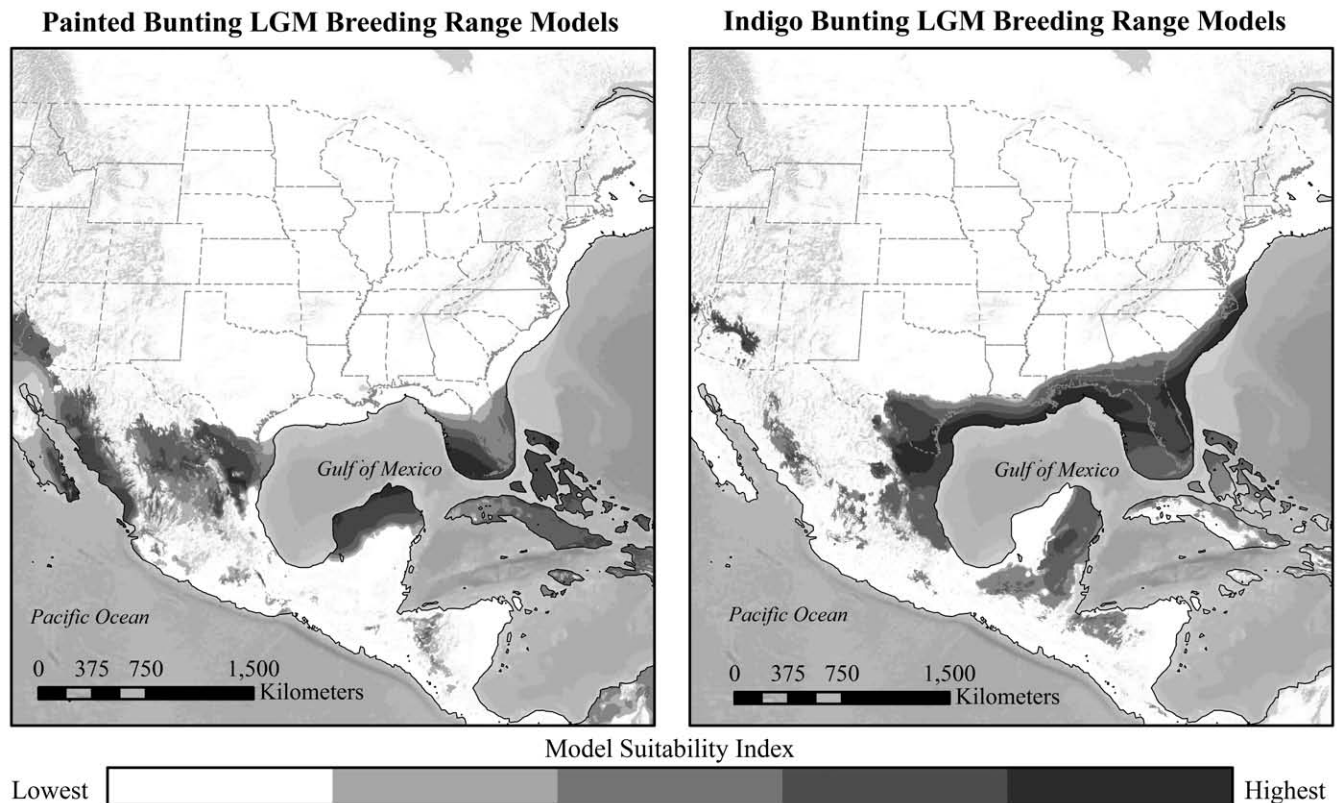 Painted Bunting LGM Breeding Range Models
Indigo Bunting LGM Breeding Range Models
Gulf of Mexico
Pacific Ocean
0 375 750 1,500
Kilometers
Gulf of Mexico
Pacific Ocean
0 375 750 1,500
Kilometers
Model Suitability Index
Lowest
Highest